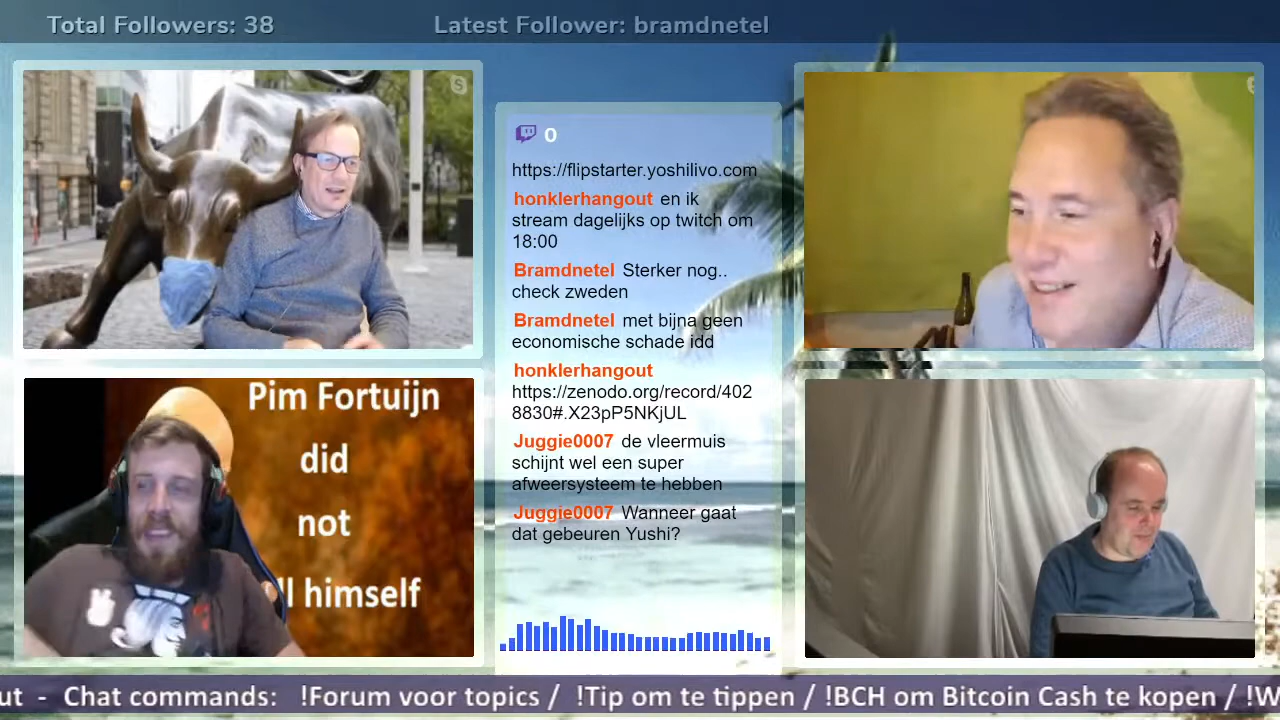 Total Followers: 38
Latest Follower: bramdnetel
0
https://flipstarter.yoshilivo.com
honklerhangout en ik
stream dagelijks op twitch om
18:00
Bramdnetel Sterker nog..
check zweden
Bramdnetel met bijna geen
economische schade idd
honklerhangout
https://zenodo.org/record/402
8830#.X23pP5NKjUL
Juggie0007 de vleermuis
schijnt wel een super
afweersysteem te hebben
Juggie0007 Wanneer gaat
dat gebeuren Yushi?
Pim Fortuijn
did
not
ll himself
ut - Chat commands: !Forum voor topics / !Tip om te tippen / !BCH om Bitcoin Cash te kopen / !W